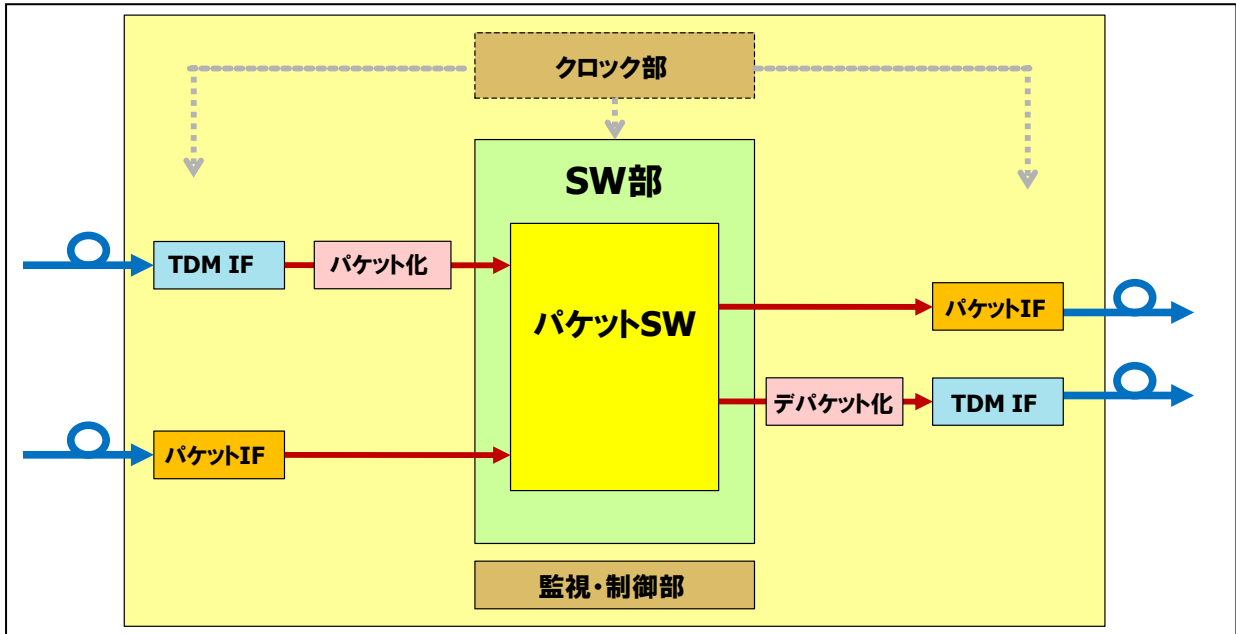 クロック部
SW部
TDM IF
パケット化
パケットSW
パケットIF
デパケット化
TDM IF
パケットIF
監視・制御部